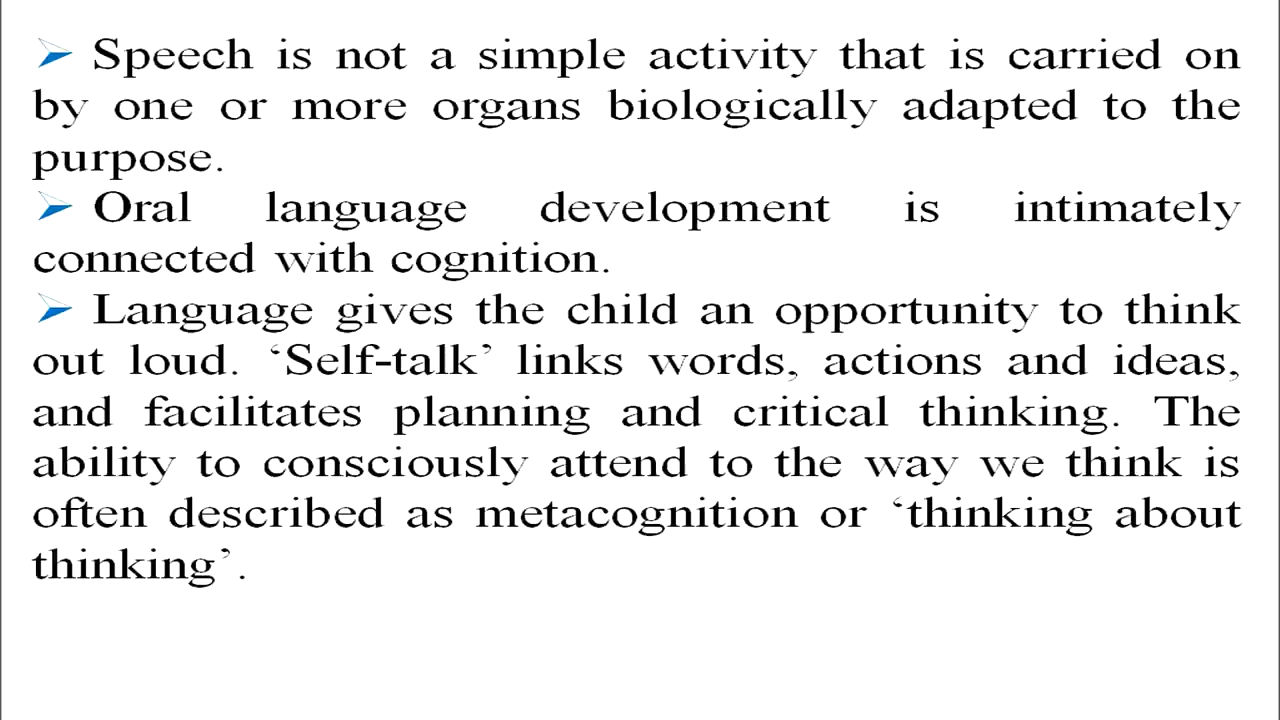 ➢ Speech is not a simple activity that is carried on
by one or more organs biologically adapted to the
purpose.
➢ Oral language development is intimately
connected with cognition.
➢ Language gives the child an opportunity to think
out loud. ‘Self-talk’ links words, actions and ideas,
and facilitates planning and critical thinking. The
ability to consciously attend to the way we think is
often described as metacognition or ‘thinking about
thinking’.